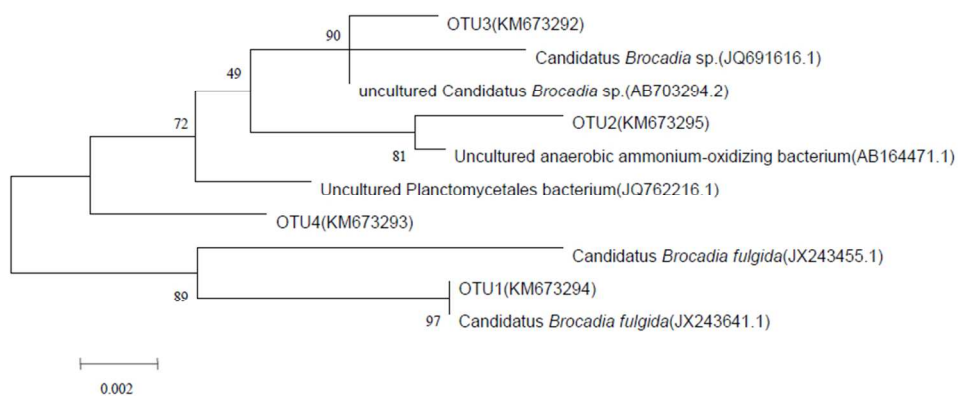 OTU3(KM673292)
90
Candidatus Brocadia sp.(JQ691616.1)
49
uncultured Candidatus Brocadia sp.(AB703294.2)
OTU2(KM673295)
72
81
Uncultured anaerobic ammonium-oxidizing bacterium(AB164471.1)
Uncultured Planctomycetales bacterium(JQ762216.1)
OTU4(KM673293)
Candidatus Brocadia fulgida(JX243455.1)
OTU1(KM673294)
89
97
Candidatus Brocadia fulgida(JX243641.1)
0.002